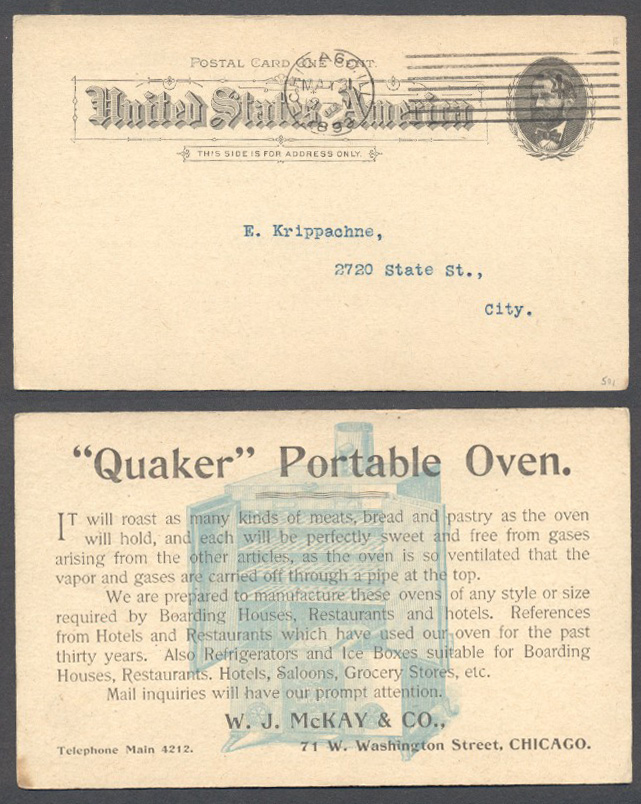 POSTAL CARD ONE CENT.
United States of America
THIS SIDE IS FOR ADDRESS ONLY.
CHICAGO, ILL.
E. Krippachne,
2720 State St.,
City.
"Quaker" Portable Oven.
IT will roast as many kinds of meats, bread and pastry as the oven
will hold, and each will be perfectly sweet and free from gases
arising from the other articles, as the oven is so ventilated that the
vapor and gases are carried off through a pipe at the top.
We are prepared to manufacture these ovens of any style or size
required by Boarding Houses, Restaurants and hotels. References
from Hotels and Restaurants which have used our oven for the past
thirty years. Also Refrigerators and Ice Boxes suitable for Boarding
Houses, Restaurants. Hotels, Saloons, Grocery Stores, etc.
Mail inquiries will have our prompt attention.
W. J. McKAY & CO.,
Telephone Main 4212. 71 W. Washington Street, CHICAGO.